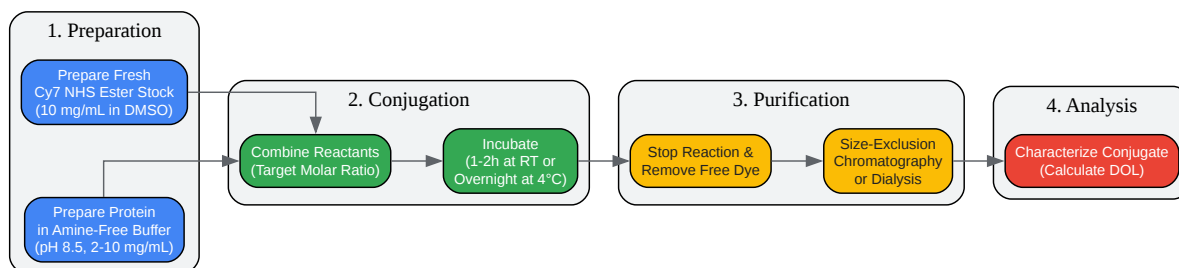 1. Preparation
Prepare Fresh
Cy7 NHS Ester Stock
(10 mg/mL in DMSO)
Prepare Protein
in Amine-Free Buffer
(pH 8.5, 2-10 mg/mL)
2. Conjugation
Combine Reactants
(Target Molar Ratio)
Incubate
(1-2h at RT or
Overnight at 4°C)
3. Purification
Stop Reaction &
Remove Free Dye
Size-Exclusion
Chromatography
or Dialysis
4. Analysis
Characterize Conjugate
(Calculate DOL)